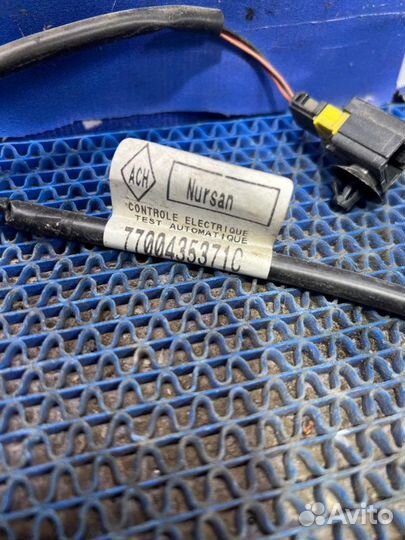 ACH
Nursan
CONTROLE ELECTRIQUE
TEST AUTOMATIQUE
7700435371C
Avito